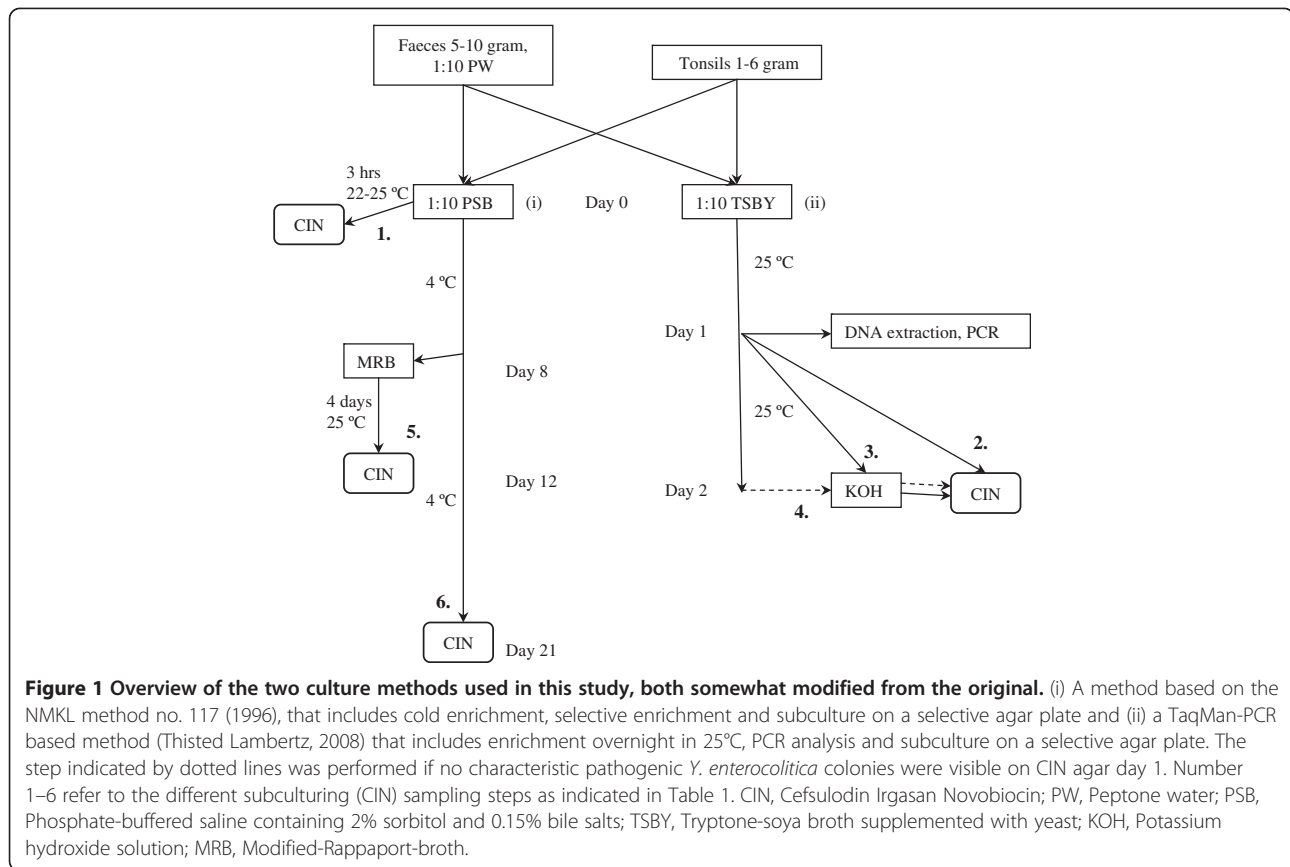 Faeces 5-10 gram,
1:10 PW
Tonsils 1-6 gram
3 hrs
22-25 ºC
1:10 PSB
(i)
Day 0
1:10 TSBY
(ii)
CIN
1.
4 ºC
25 ºC
Day 1
DNA extraction, PCR
MRB
Day 8
4 days
25 ºC
25 ºC
5.
3.
2.
CIN
Day 12
4 ºC
Day 2
KOH
CIN
4.
6.
CIN
Day 21
Figure 1 Overview of the two culture methods used in this study, both somewhat modified from the original. (i) A method based on the
NMKL method no. 117 (1996), that includes cold enrichment, selective enrichment and subculture on a selective agar plate and (ii) a TaqMan-PCR
based method (Thisted Lambertz, 2008) that includes enrichment overnight in 25°C, PCR analysis and subculture on a selective agar plate. The
step indicated by dotted lines was performed if no characteristic pathogenic Y. enterocolitica colonies were visible on CIN agar day 1. Number
1–6 refer to the different subculturing (CIN) sampling steps as indicated in Table 1. CIN, Cefsulodin Irgasan Novobiocin; PW, Peptone water; PSB,
Phosphate-buffered saline containing 2% sorbitol and 0.15% bile salts; TSBY, Tryptone-soya broth supplemented with yeast; KOH, Potassium
hydroxide solution; MRB, Modified-Rappaport-broth.